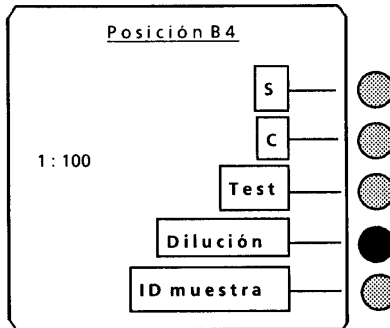 Posición B4
S
C
1 : 100
Test
Dilución
ID muestra